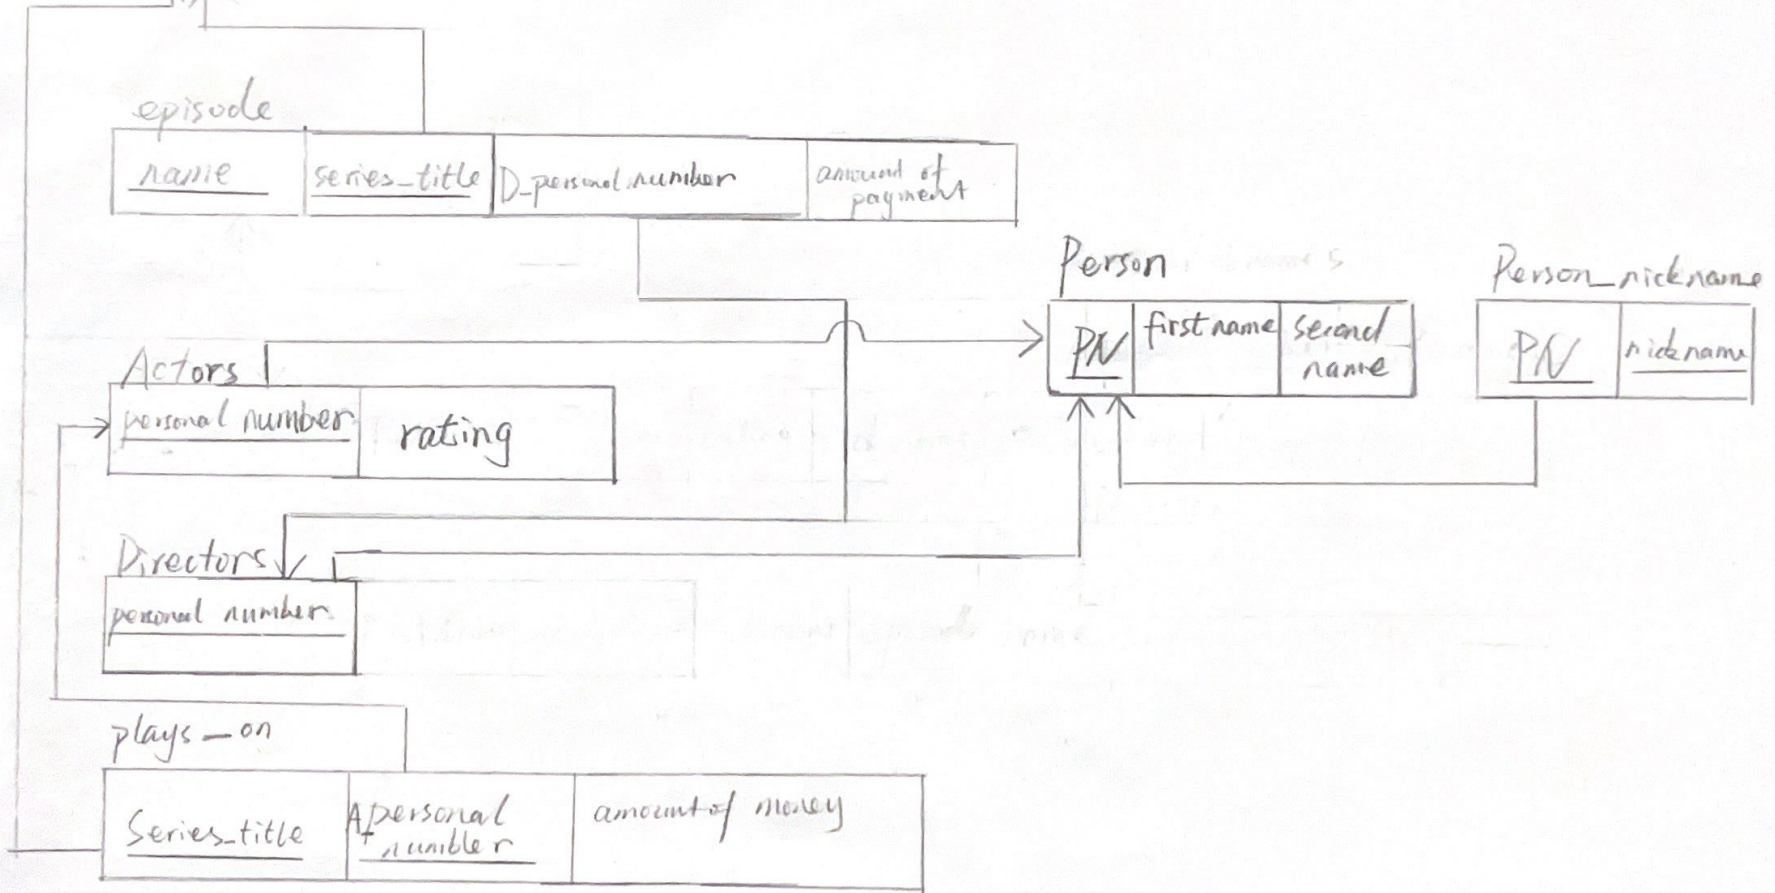 episode
name
series_title
D_personal number
amount of
payment
Person
PN
first name
second
name
Person_nickname
PN
nickname
Actors
personal number
rating
Directors
personal number
plays_on
Series_title
A_personal
number
amount of money